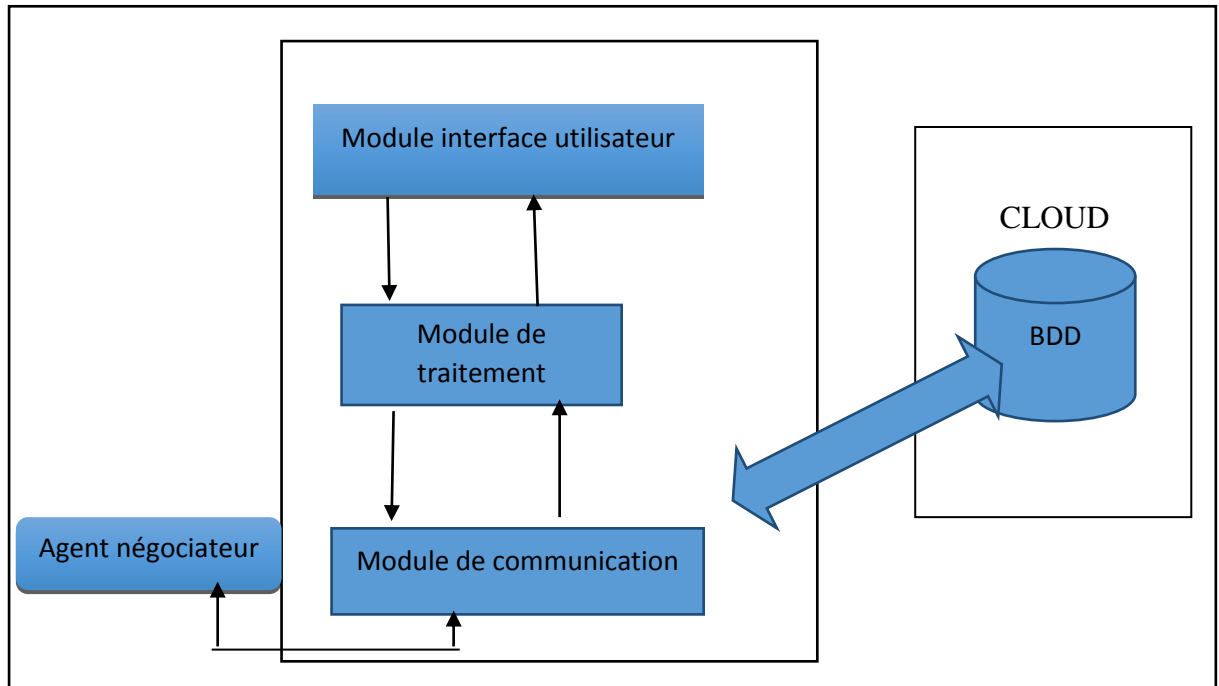 Module interface utilisateur
CLOUD
BDD
Module de
traitement
Agent négociateur
Module de communication